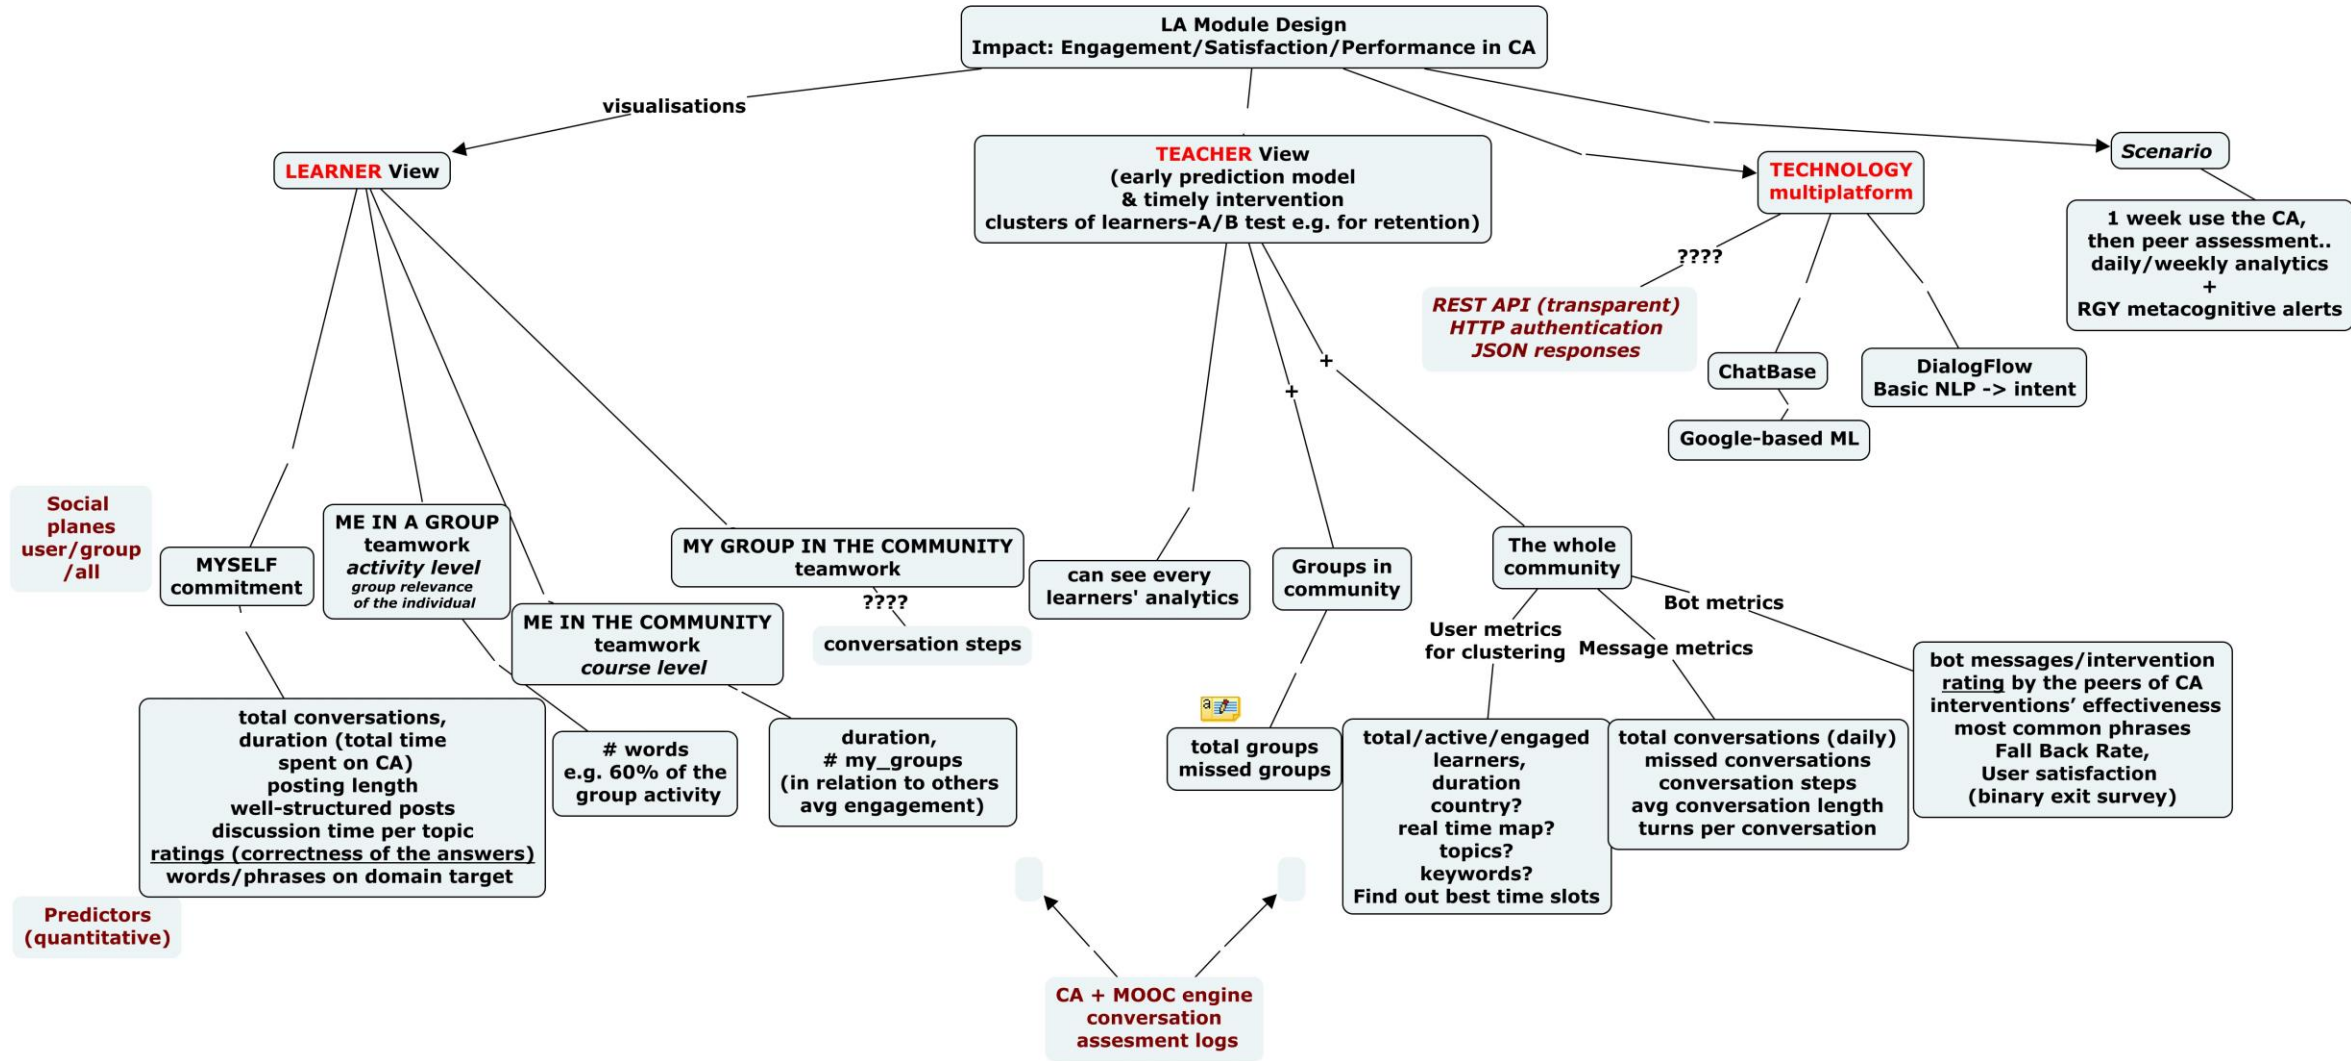 LA Module Design
Impact: Engagement/Satisfaction/Performance in CA
visualisations
LEARNER View
TEACHER View
(early prediction model
& timely intervention
clusters of learners-A/B test e.g. for retention)
TECHNOLOGY
multiplatform
Scenario
1 week use the CA,
then peer assessment..
daily/weekly analytics
+
RGY metacognitive alerts
????
REST API (transparent)
HTTP authentication
JSON responses
ChatBase
DialogFlow
Basic NLP -> intent
Google-based ML
+
+
Social
planes
user/group
/all
MYSELF
commitment
ME IN A GROUP
teamwork
activity level
group relevance
of the individual
ME IN THE COMMUNITY
teamwork
course level
MY GROUP IN THE COMMUNITY
teamwork
????
conversation steps
can see every
learners' analytics
Groups in
community
The whole
community
User metrics
for clustering
Message metrics
Bot metrics
total conversations,
duration (total time
spent on CA)
posting length
well-structured posts
discussion time per topic
ratings (correctness of the answers)
words/phrases on domain target
# words
e.g. 60% of the
group activity
duration,
# my_groups
(in relation to others
avg engagement)
a
total groups
missed groups
total/active/engaged
learners,
duration
country?
real time map?
topics?
keywords?
Find out best time slots
total conversations (daily)
missed conversations
conversation steps
avg conversation length
turns per conversation
bot messages/intervention
rating by the peers of CA
interventions’ effectiveness
most common phrases
Fall Back Rate,
User satisfaction
(binary exit survey)
Predictors
(quantitative)
CA + MOOC engine
conversation
assesment logs